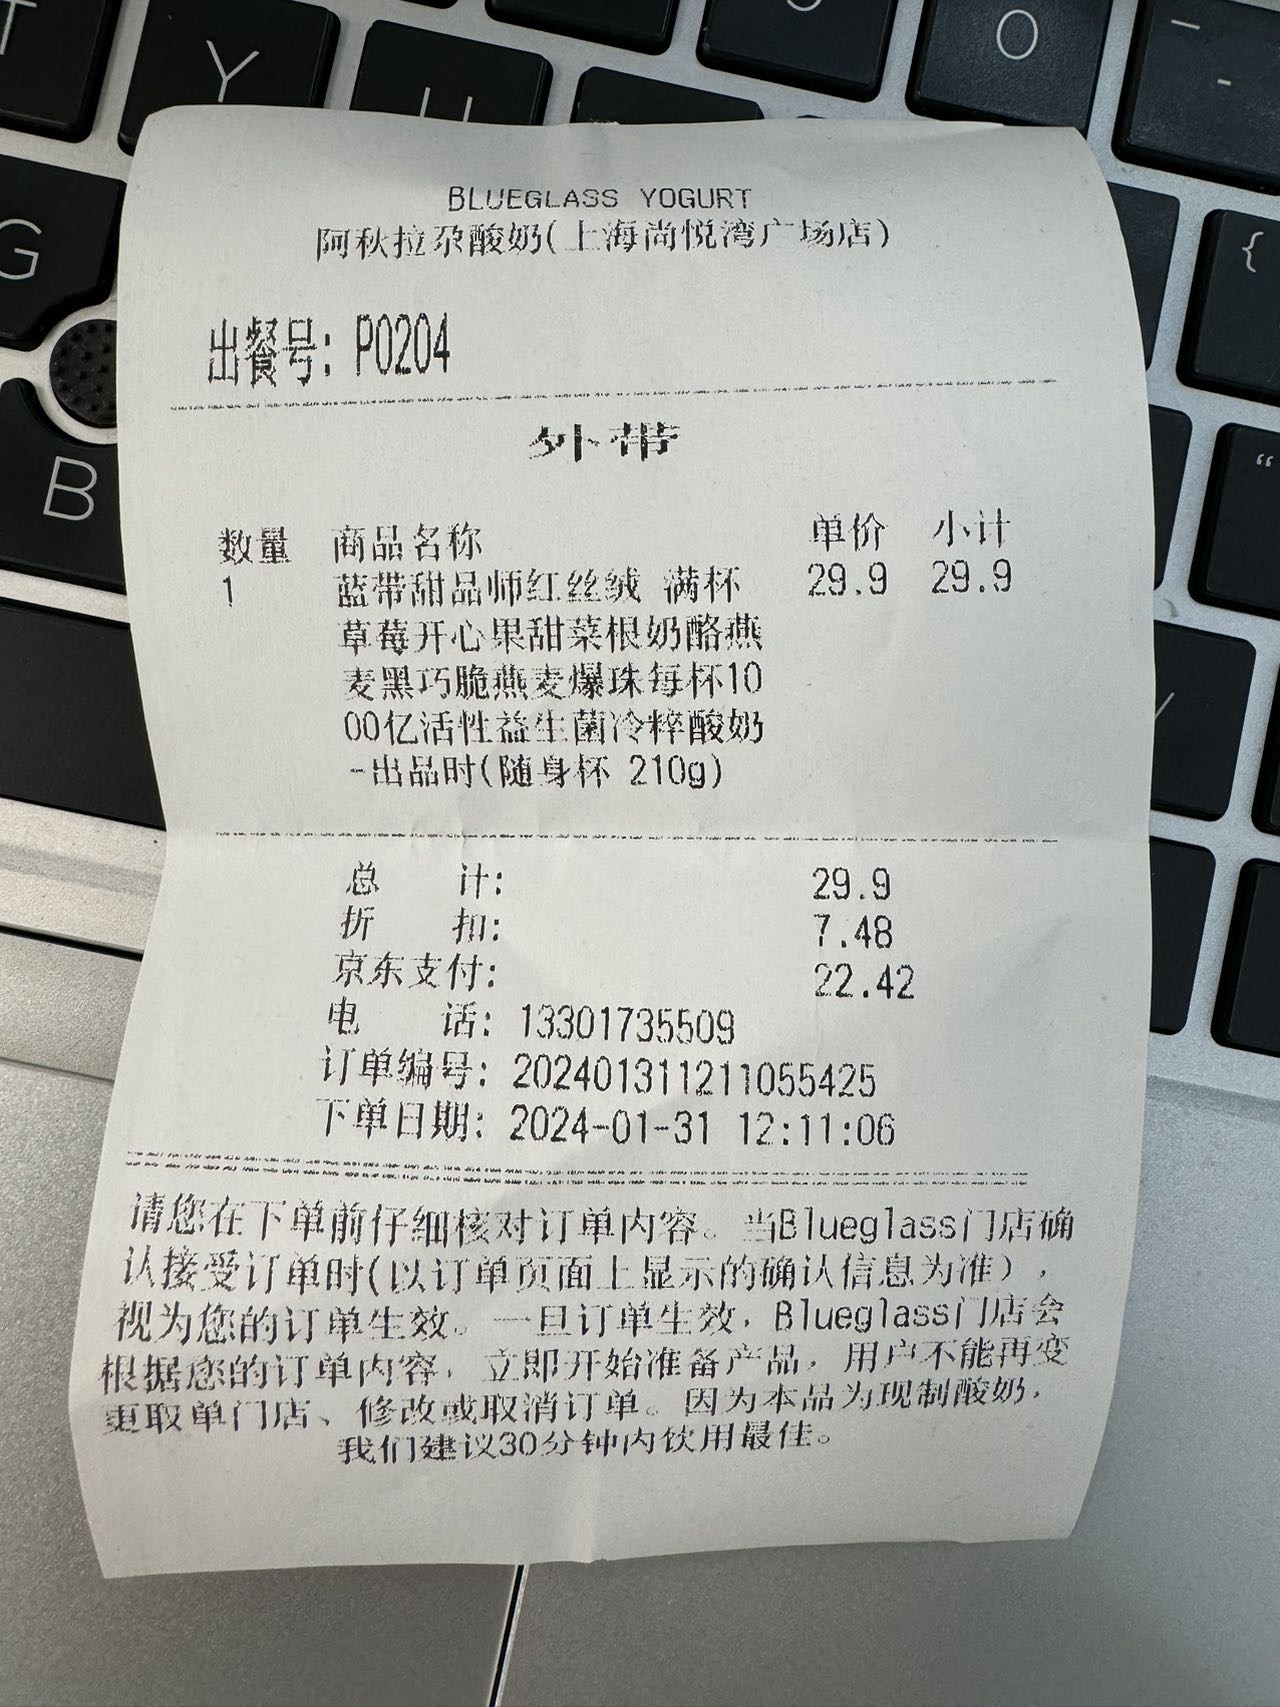 BLUEGLASS YOGURT
阿秋拉尕酸奶(上海尚悦湾广场店)
出餐号: P0204
外带
数量 商品名称 单价 小计
1 蓝带甜品师红丝绒 满杯 29.9 29.9
草莓开心果甜菜根奶酪燕
麦黑巧脆燕麦爆珠每杯10
00亿活性益生菌冷粹酸奶
-出品时(随身杯 210g)
总 计: 29.9
折 扣: 7.48
京东支付: 22.42
电 话: 13301735509
订单编号: 202401311211055425
下单日期: 2024-01-31 12:11:06
请您在下单前仔细核对订单内容。当Blueglass门店确
认接受订单时(以订单页面上显示的确认信息为准),
视为您的订单生效。一旦订单生效,Blueglass门店会
根据您的订单内容,立即开始准备产品,用户不能再变
更取单门店、修改或取消订单。因为本品为现制酸奶,
我们建议30分钟内饮用最佳。
Y
U
O
G
B
{
“
-